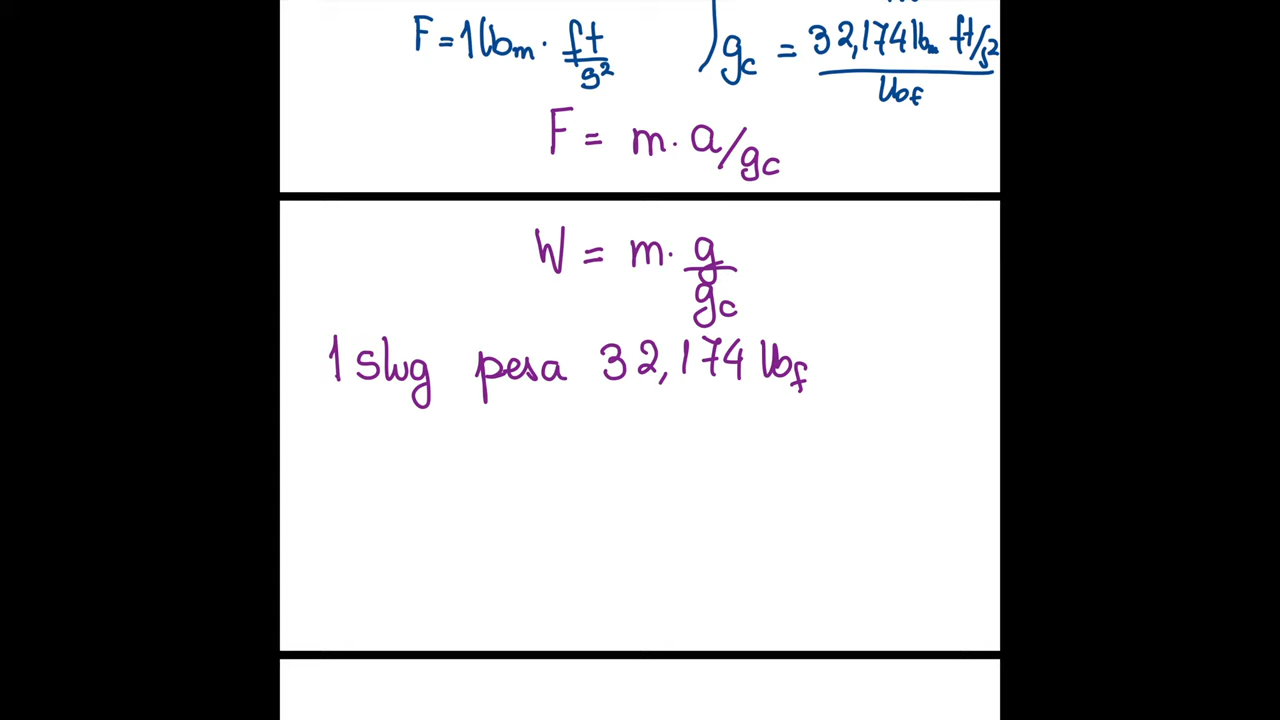 F = 1 lbm · ft/s² gc = 32,174 lbm ft/s² / lbf
F = m · a/gc
W = m · g/gc
1 slug pesa 32,174 lbf